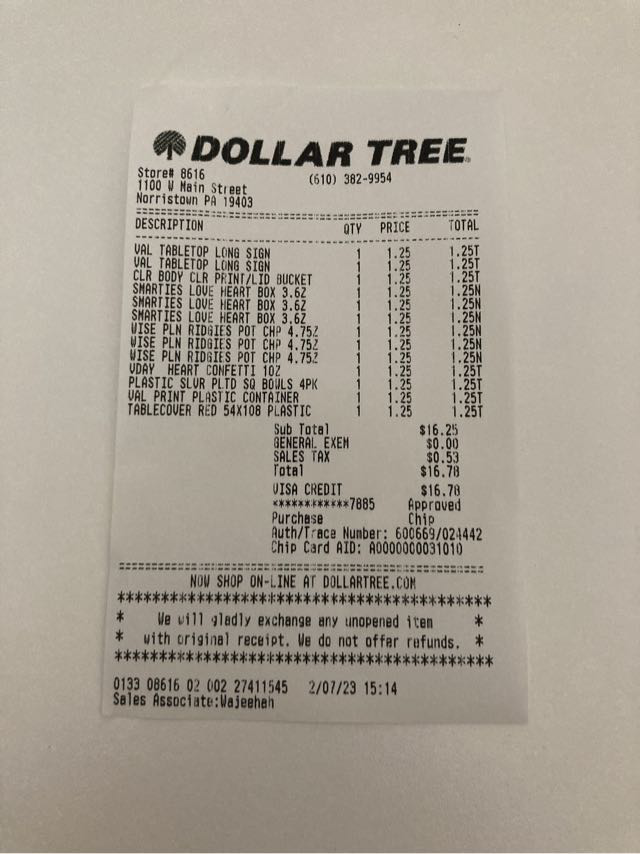 DOLLAR TREE
Store# 8616 (610) 382-9954
1100 W Main Street
Norristown PA 19403
==================================================
DESCRIPTION QTY PRICE TOTAL
--------------------------------------------------
VAL TABLETOP LONG SIGN 1 1.25 1.25T
VAL TABLETOP LONG SIGN 1 1.25 1.25T
CLR BODY CLR PRINT/LID BUCKET 1 1.25 1.25T
SMARTIES LOVE HEART BOX 3.6Z 1 1.25 1.25N
SMARTIES LOVE HEART BOX 3.6Z 1 1.25 1.25N
SMARTIES LOVE HEART BOX 3.6Z 1 1.25 1.25N
WISE PLN RIDGIES POT CHP 4.75Z 1 1.25 1.25N
WISE PLN RIDGIES POT CHP 4.75Z 1 1.25 1.25N
WISE PLN RIDGIES POT CHP 4.75Z 1 1.25 1.25N
VDAY HEART CONFETTI 1OZ 1 1.25 1.25T
PLASTIC SLVR PLTD SQ BOWLS 4PK 1 1.25 1.25T
VAL PRINT PLASTIC CONTAINER 1 1.25 1.25T
TABLECOVER RED 54X108 PLASTIC 1 1.25 1.25T
Sub Total $16.25
GENERAL EXEM $0.00
SALES TAX $0.53
Total $16.78
VISA CREDIT $16.78
************7885 Approved
Purchase Chip
Auth/Trace Number: 600669/024442
Chip Card AID: A0000000031010
==================================================
NOW SHOP ON-LINE AT DOLLARTREE.COM
******************************************
* We will gladly exchange any unopened item *
* with original receipt. We do not offer refunds. *
******************************************
0133 08616 02 002 27411545 2/07/23 15:14
Sales Associate:Wajeehah